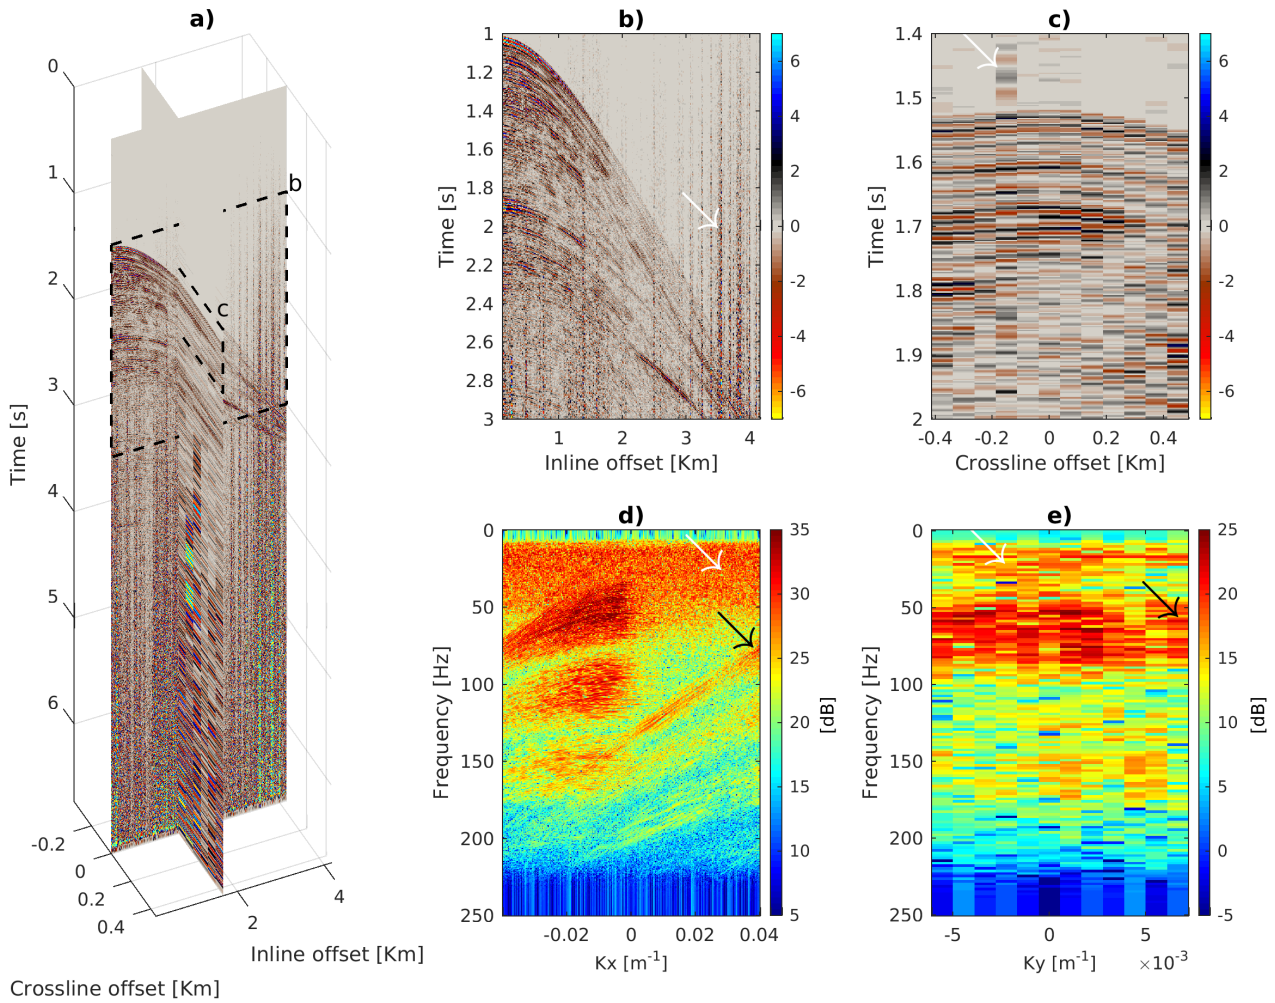 a)
0
1
2
3
4
5
6
Time [s]
b
c
-0.2
0
0.2
0.4
2
4
Inline offset [Km]
Crossline offset [Km]
b)
1
1.2
1.4
1.6
1.8
2
2.2
2.4
2.6
2.8
3
Time [s]
1 2 3 4
Inline offset [Km]
6
4
2
0
-2
-4
-6
c)
1.4
1.5
1.6
1.7
1.8
1.9
2
Time [s]
-0.4 -0.2 0 0.2 0.4
Crossline offset [Km]
6
4
2
0
-2
-4
-6
d)
0
50
100
150
200
250
Frequency [Hz]
-0.02 0 0.02 0.04
Kx [m⁻¹]
35
30
25
20
15
10
5
[dB]
e)
0
50
100
150
200
250
Frequency [Hz]
-5 0 5
Ky [m⁻¹] ×10⁻³
25
20
15
10
5
0
-5
[dB]